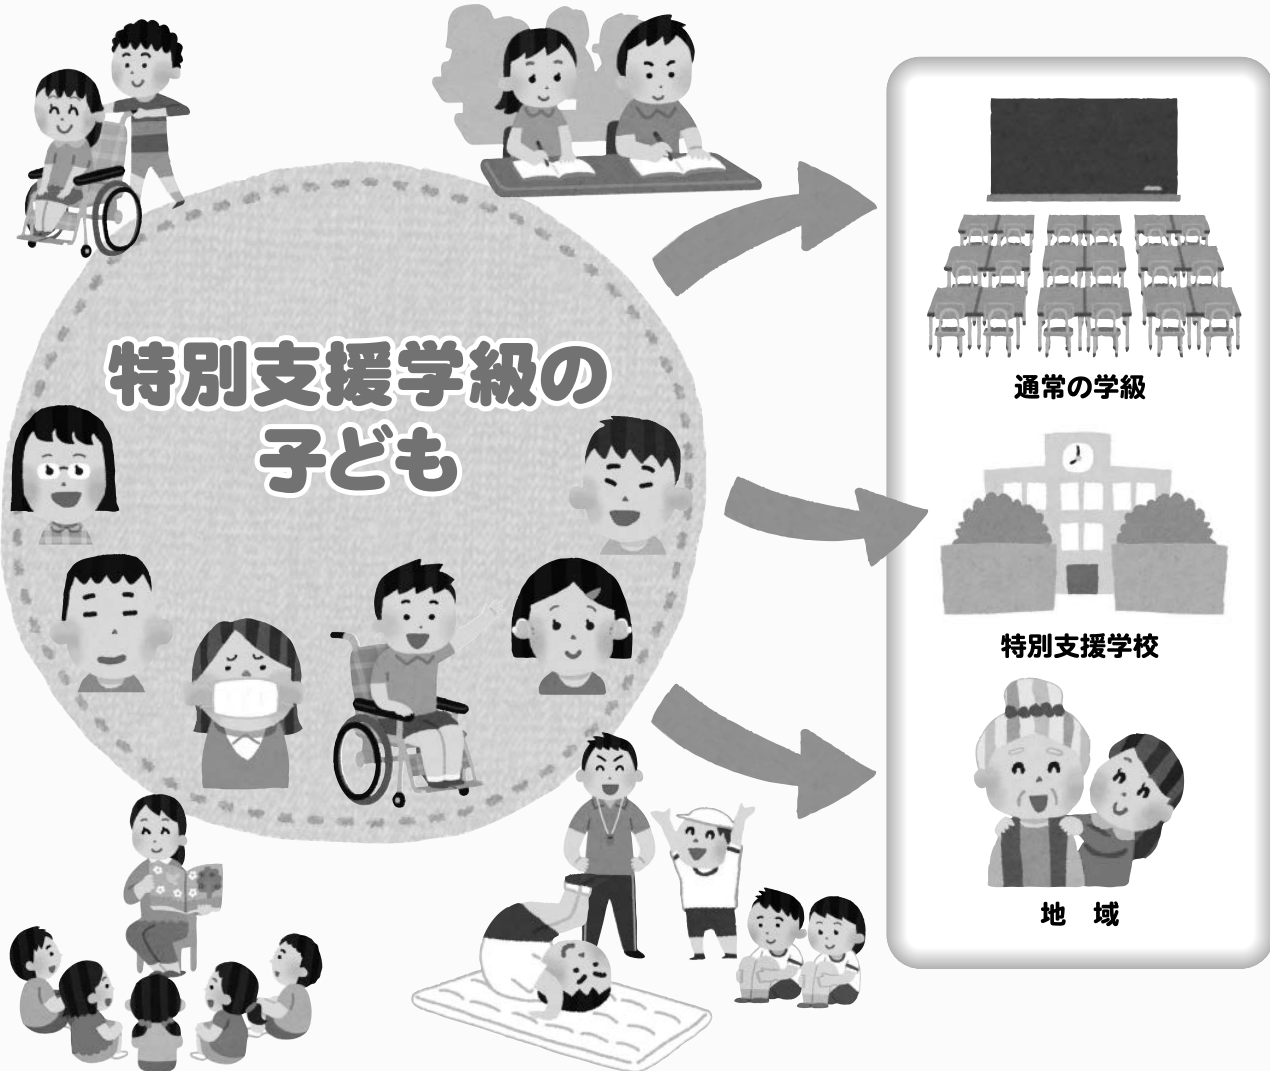 特別支援学級の
子ども
通常の学級
特別支援学校
地　域